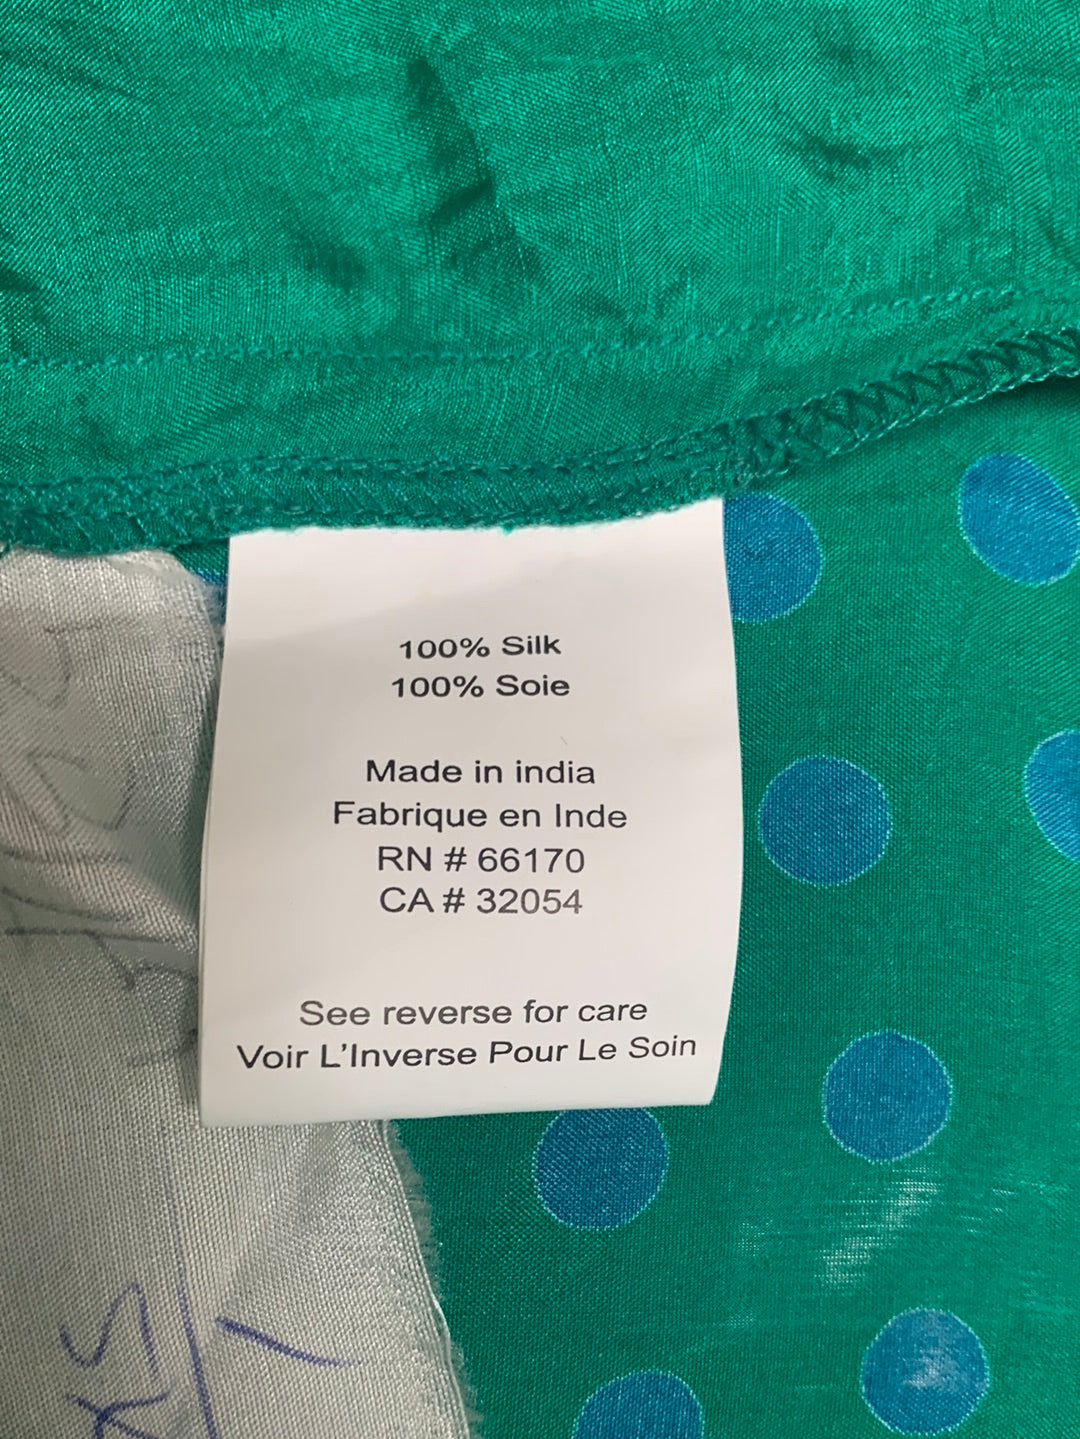 100% Silk
100% Soie
Made in india
Fabrique en Inde
RN # 66170
CA # 32054
See reverse for care
Voir L'Inverse Pour Le Soin
XS